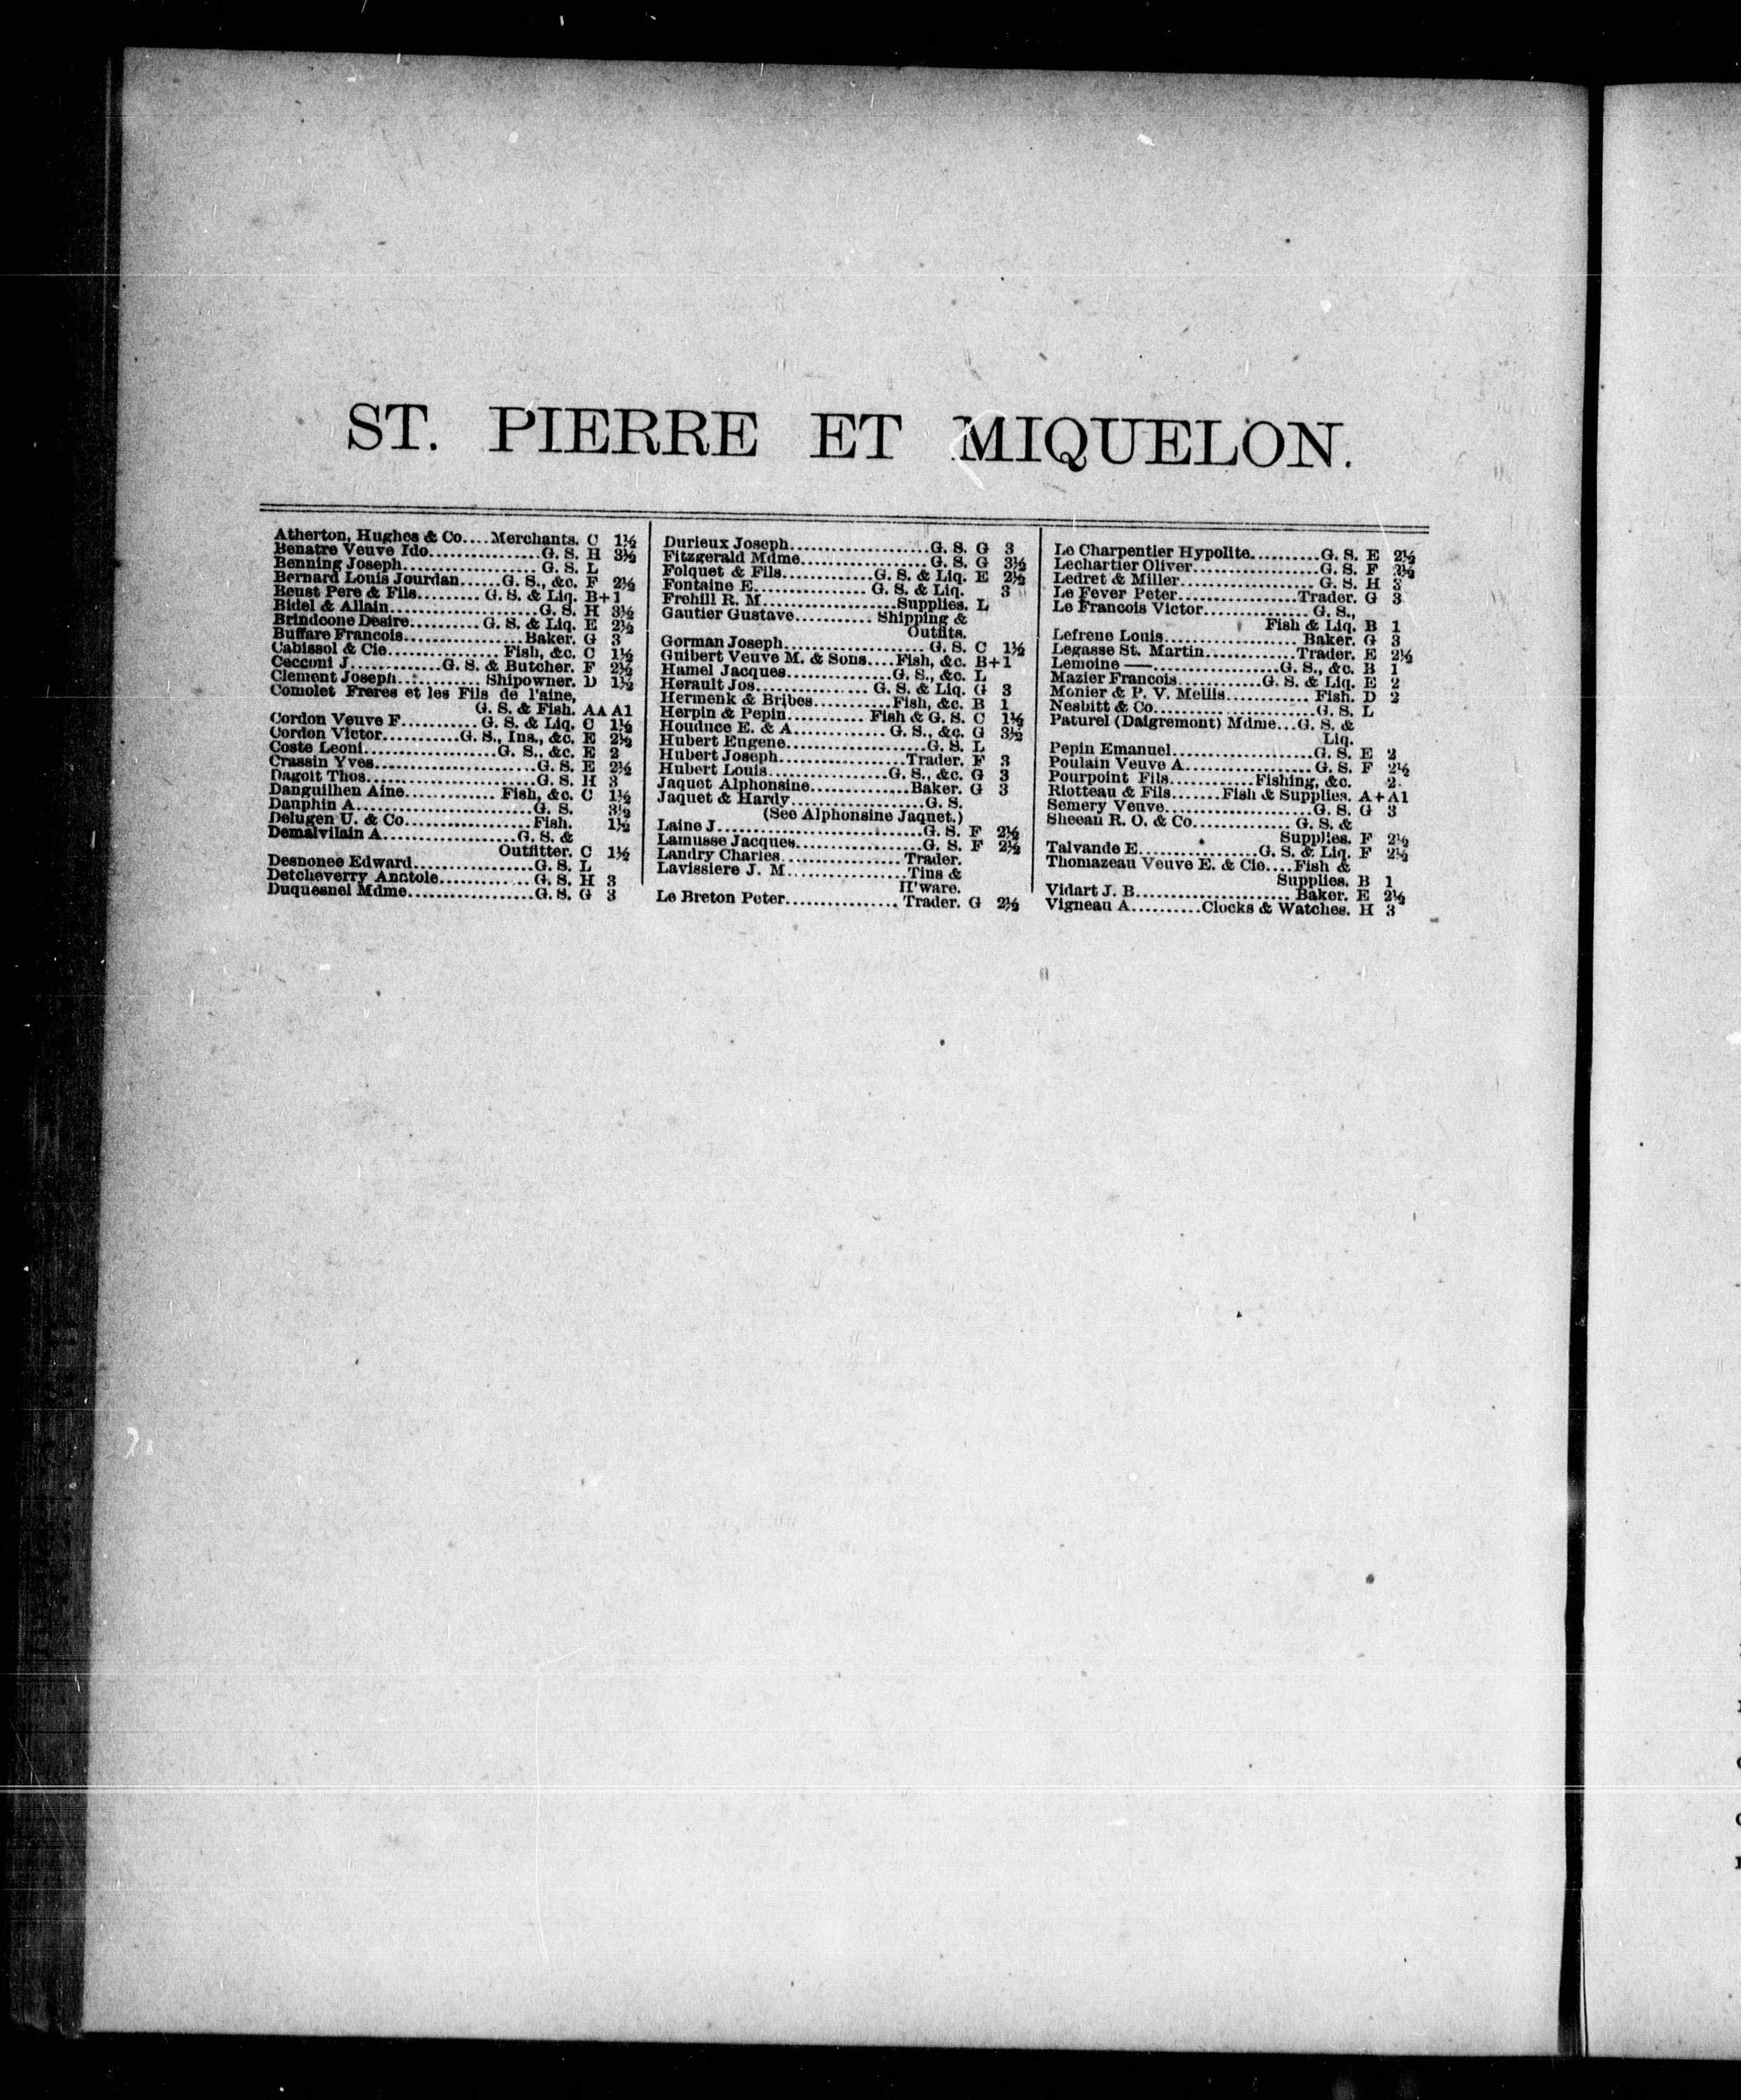 ST. PIERRE ET MIQUELON.
Atherton, Hughes & Co....Merchants. C 1½
Benatre Veuve Ido...............G. S. H 3½
Benning Joseph.................. G. S. L
Bernard Louis Jourdan......G. S., &c. F 2½
Beust Pere & Fils......... G. S. & Liq. B+1
Bidel & Allain.....................G. S. H 3½
Brindcone Desire.......... G. S. & Liq. E 2½
Buffare Francois.................Baker. G 3
Cabissol & Cie................ Fish, &c. C 1½
Cecconi J.............G. S. & Butcher. F 2½
Clement Joseph............ Shipowner. D 1½
Comolet Freres et les Fils de l'aine,
G. S. & Fish. AA A1
Cordon Veuve F...........G. S. & Liq. C 1½
Cordon Victor...........G. S., Ins., &c. E 2½
Coste Leoni...................G. S., &c. E 2
Crassin Yves.......................G. S. E 2½
Dagoit Thos........................G. S. H 3
Danguilhen Aine............. Fish, &c. C 1½
Dauphin A.........................G. S. 3½
Delugen U. & Co..................Fish. 1½
Demalvilain A...................G. S. &
Outfitter. C 1½
Desnonee Edward.................G. S. L
Detcheverry Anatole.............G. S. H 3
Duquesnel Mdme..................G. S. G 3
Durieux Joseph....................G. S. G 3
Fitzgerald Mdme..................G. S. G 3½
Folquet & Fils.............G. S. & Liq. E 2½
Fontaine E................ G. S. & Liq. 3
Frehill R. M...................Supplies. L
Gautier Gustave........... Shipping &
Outfits.
Gorman Joseph.................... G. S. C 1½
Guibert Veuve M. & Sons....Fish, &c. B+1
Hamel Jacques...............G. S., &c. L
Herault Jos................ G. S. & Liq. G 3
Hermenk & Bribes...........Fish, &c. B 1
Herpin & Pepin........... Fish & G. S. C 1½
Houduce E. & A............. G. S., &c. G 3½
Hubert Eugene....................G. S. L
Hubert Joseph..................Trader. F 3
Hubert Louis.................G. S., &c. G 3
Jaquet Alphonsine..............Baker. G 3
Jaquet & Hardy...................G. S.
(See Alphonsine Jaquet.)
Laine J.............................G. S. F 2½
Lamusse Jacques..................G. S. F 2½
Landry Charles................. Trader.
Lavissiere J. M.................Tins &
H'ware.
Le Breton Peter................ Trader. G 2½
Le Charpentier Hypolite..........G. S. E 2½
Lechartier Oliver..................G. S. F
Ledret & Miller................... G. S. H 3
Le Fever Peter.................Trader. G 3
Le Francois Victor............... G. S.,
Fish & Liq. B 1
Lefrene Louis................... Baker. G 3
Legasse St. Martin.............Trader. E 2½
Lemoine —..................G. S., &c. B 1
Mazier Francois............G. S. & Liq. E 2
Monier & P. V. Mellis............ Fish. D 2
Nesbitt & Co.......................G. S. L
Paturel (Daigremont) Mdme...G. S. &
Liq.
Pepin Emanuel....................G. S. E 2
Poulain Veuve A..................G. S. F 2½
Pourpoint Fils............Fishing, &c. 2
Riotteau & Fils.......Fish & Supplies. A+A1
Semery Veuve.....................G. S. G 3
Sheeau R. O. & Co.............. G. S. &
Supplies. F 2½
Talvande E.................G. S. & Liq. F 2½
Thomazeau Veuve E. & Cie....Fish &
Supplies. B 1
Vidart J. B...................... Baker. E 2½
Vigneau A..........Clocks & Watches. H 3